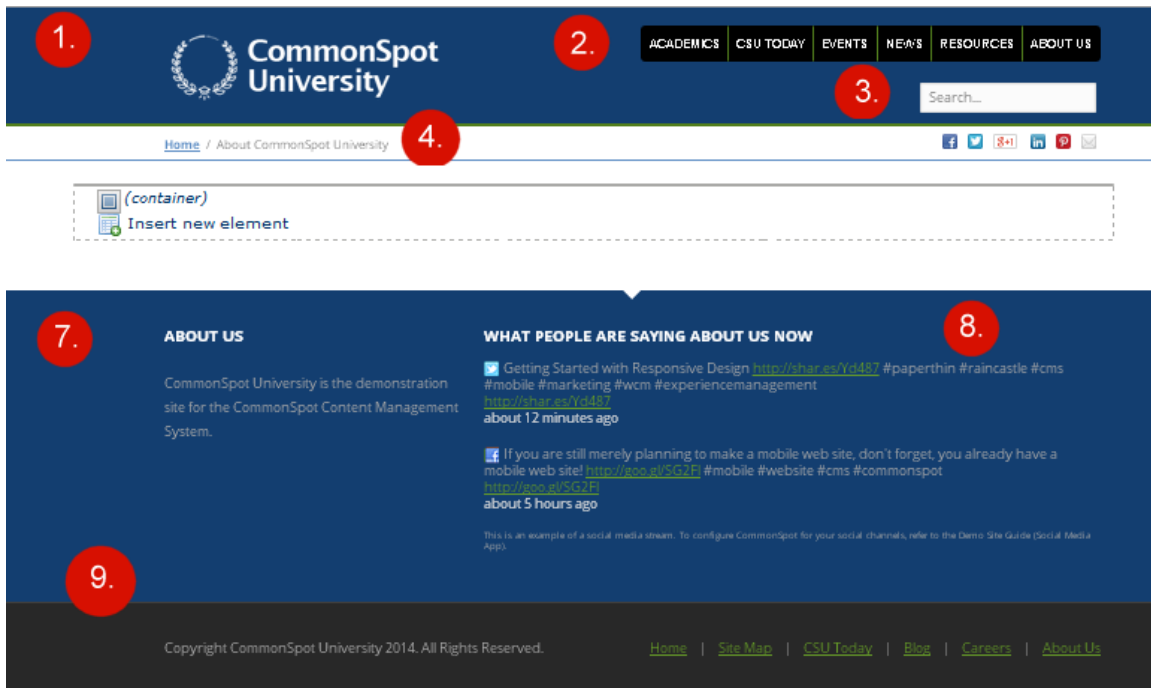 1.
CommonSpot
University
2.
ACADEMICS CSU TODAY EVENTS NEWS RESOURCES ABOUT US
3.
Search...
Home / About CommonSpot University
4.
f g+1 in
(container)
Insert new element
7.
ABOUT US
CommonSpot University is the demonstration
site for the CommonSpot Content Management
System.
WHAT PEOPLE ARE SAYING ABOUT US NOW
8.
Getting Started with Responsive Design http://shar.es/Yd487 #paperthin #raincastle #cms
#mobile #marketing #wcm #experiencemanagement
http://shar.es/Yd487
about 12 minutes ago
If you are still merely planning to make a mobile web site, don't forget, you already have a
mobile web site! http://goo.gl/SG2FI #mobile #website #cms #commonspot
http://goo.gl/SG2FI
about 5 hours ago
This is an example of a social media stream. To configure CommonSpot for your social channels, refer to the Demo Site Guide (Social Media
App).
9.
Copyright CommonSpot University 2014. All Rights Reserved.
Home | Site Map | CSU Today | Blog | Careers | About Us